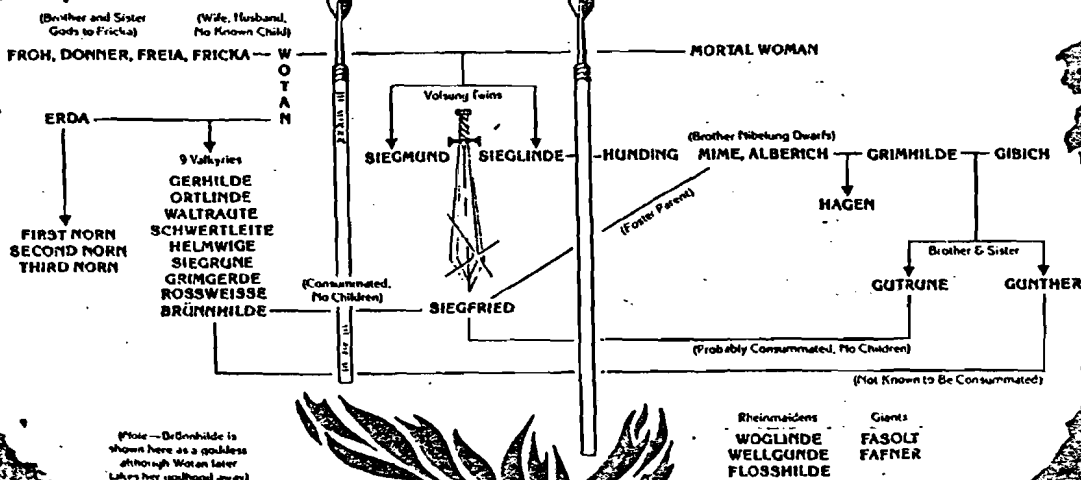 (Brother and Sister
Gods to Fricka)
(Wife, Husband,
No Known Child)
FROH, DONNER, FREIA, FRICKA
WOTAN
MORTAL WOMAN
Volsung Twins
ERDA
9 Valkyries
SIEGMUND
SIEGLINDE
HUNDING
(Brother Nibelung Dwarfs)
MIME, ALBERICH
GRIMHILDE
GIBICH
HAGEN
(Foster Parent)
GERHILDE
ORTLINDE
WALTRAUTE
SCHWERTLEITE
HELMWIGE
SIEGRUNE
GRIMGERDE
ROSSWEISSE
BRÜNNHILDE
FIRST NORN
SECOND NORN
THIRD NORN
Brother & Sister
GUTRUNE
GUNTHER
(Consummated,
No Children)
SIEGFRIED
(Probably Consummated, No Children)
(Not Known to Be Consummated)
(Note — Brünnhilde is
shown here as a goddess
although Wotan later
takes her godhood away)
Rheinmaidens
WOGLINDE
WELLGUNDE
FLOSSHILDE
Giants
FASOLT
FAFNER